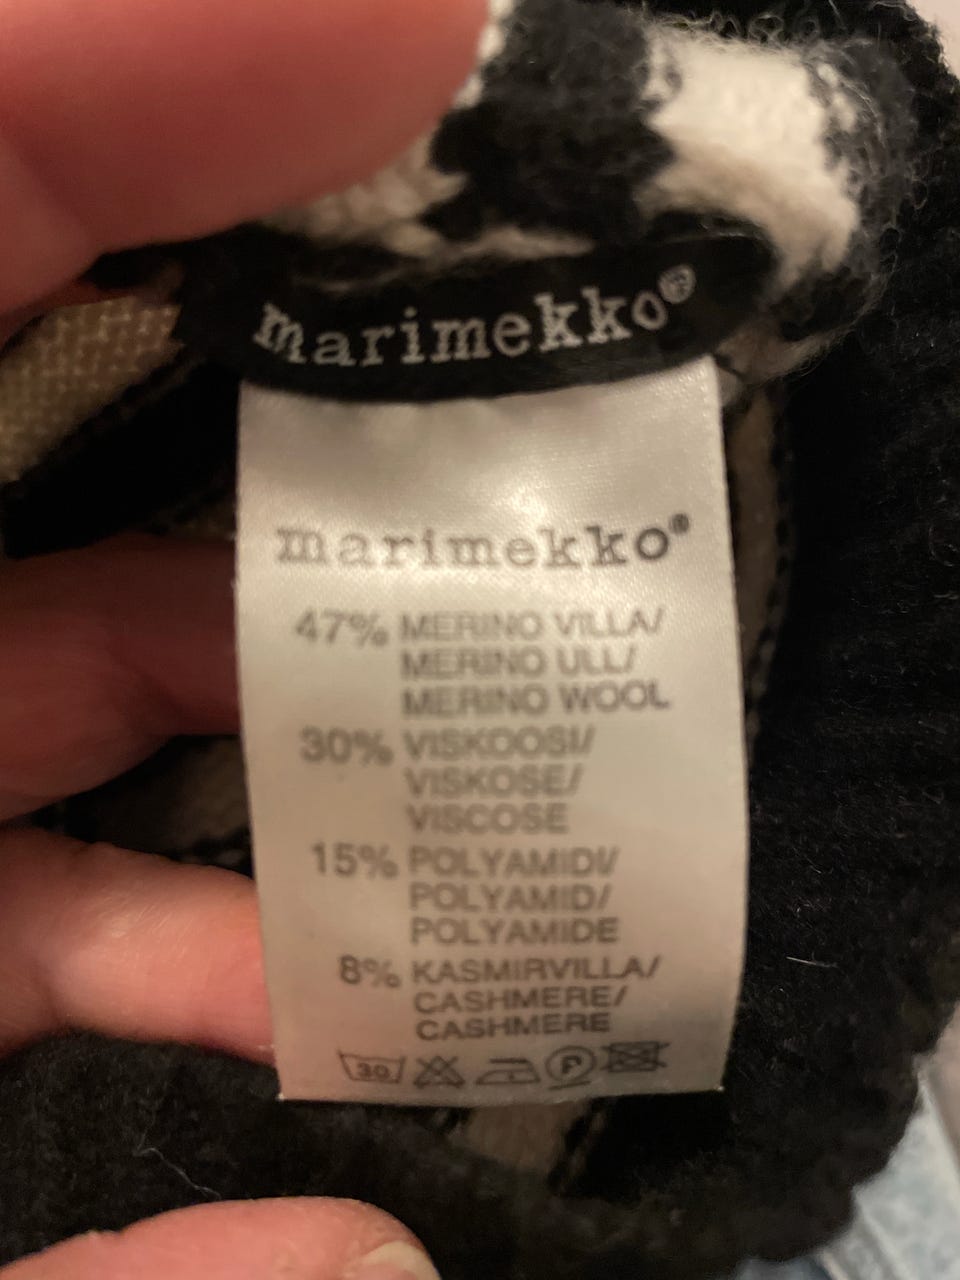 marimekko®
marimekko®
47% MERINO VILLA/
MERINO ULL/
MERINO WOOL
30% VISKOOSI/
VISKOSE/
VISCOSE
15% POLYAMIDI/
POLYAMID/
POLYAMIDE
8% KASMIRVILLA/
CASHMERE/
CASHMERE
30 P